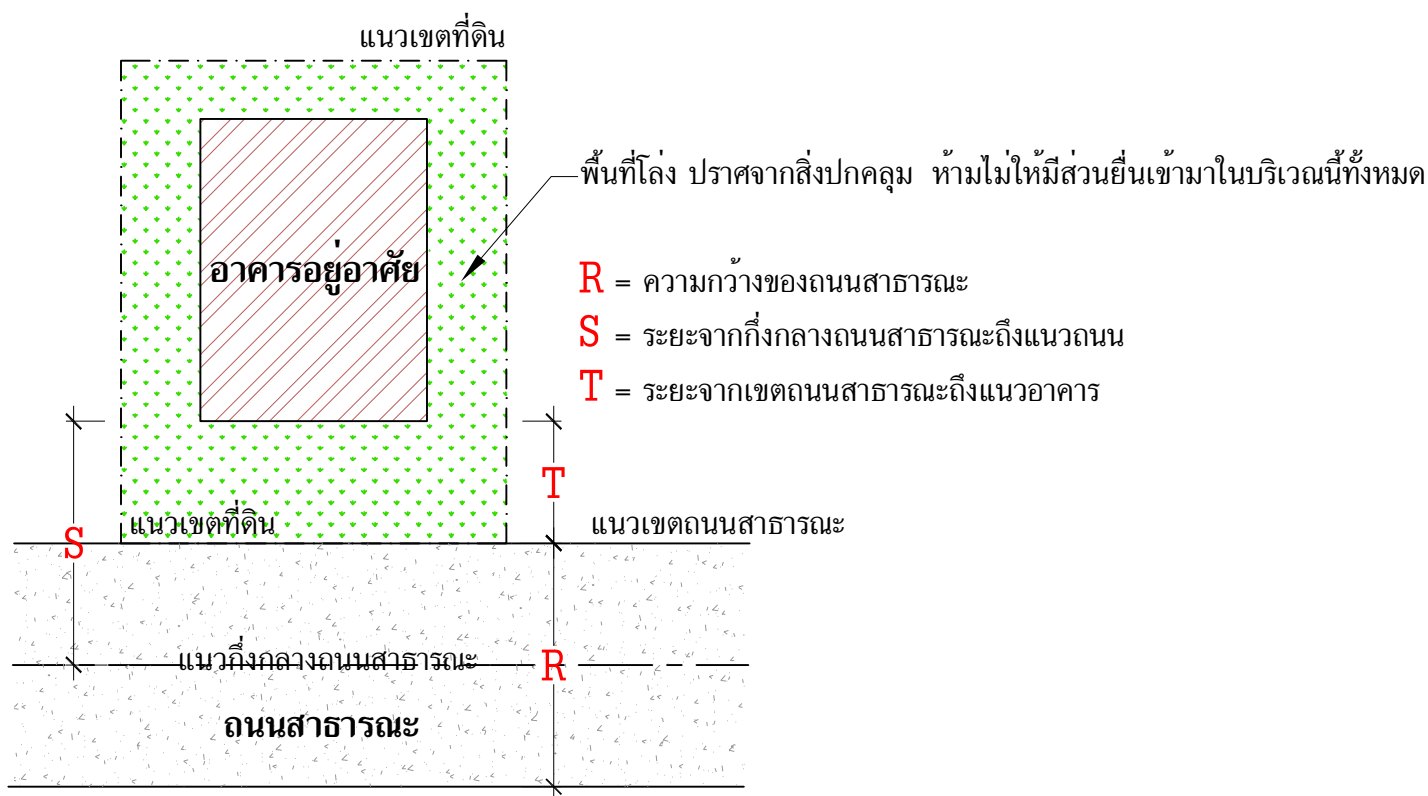 แนวเขตที่ดิน
พื้นที่โล่ง ปราศจากสิ่งปกคลุม ห้ามไม่ให้มีส่วนยื่นเข้ามาในบริเวณนี้ทั้งหมด
อาคารอยู่อาศัย
R = ความกว้างของถนนสาธารณะ
S = ระยะจากกึ่งกลางถนนสาธารณะถึงแนวถนน
T = ระยะจากเขตถนนสาธารณะถึงแนวอาคาร
T
แนวเขตที่ดิน
แนวเขตถนนสาธารณะ
S
แนวกึ่งกลางถนนสาธารณะ
R
ถนนสาธารณะ